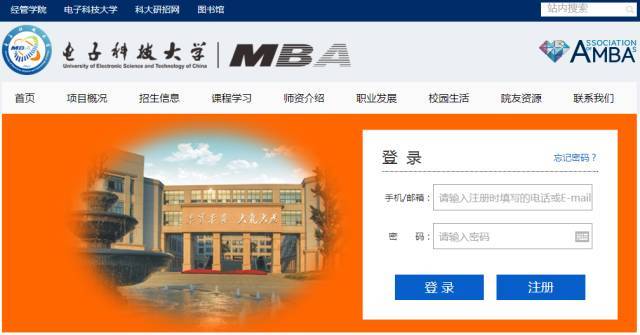 经管学院 电子科技大学 科大研招网 图书馆 站内搜索
电子科技大学 MBA ASSOCIATION
University of Electronic Science and Technology of China AMBA
首页 项目概况 招生信息 课程学习 师资介绍 职业发展 校园生活 院友资源 联系我们
登 录 忘记密码？
手机/邮箱： 请输入注册时填写的电话或E-mail
密 码： 请输入密码
登 录 注册